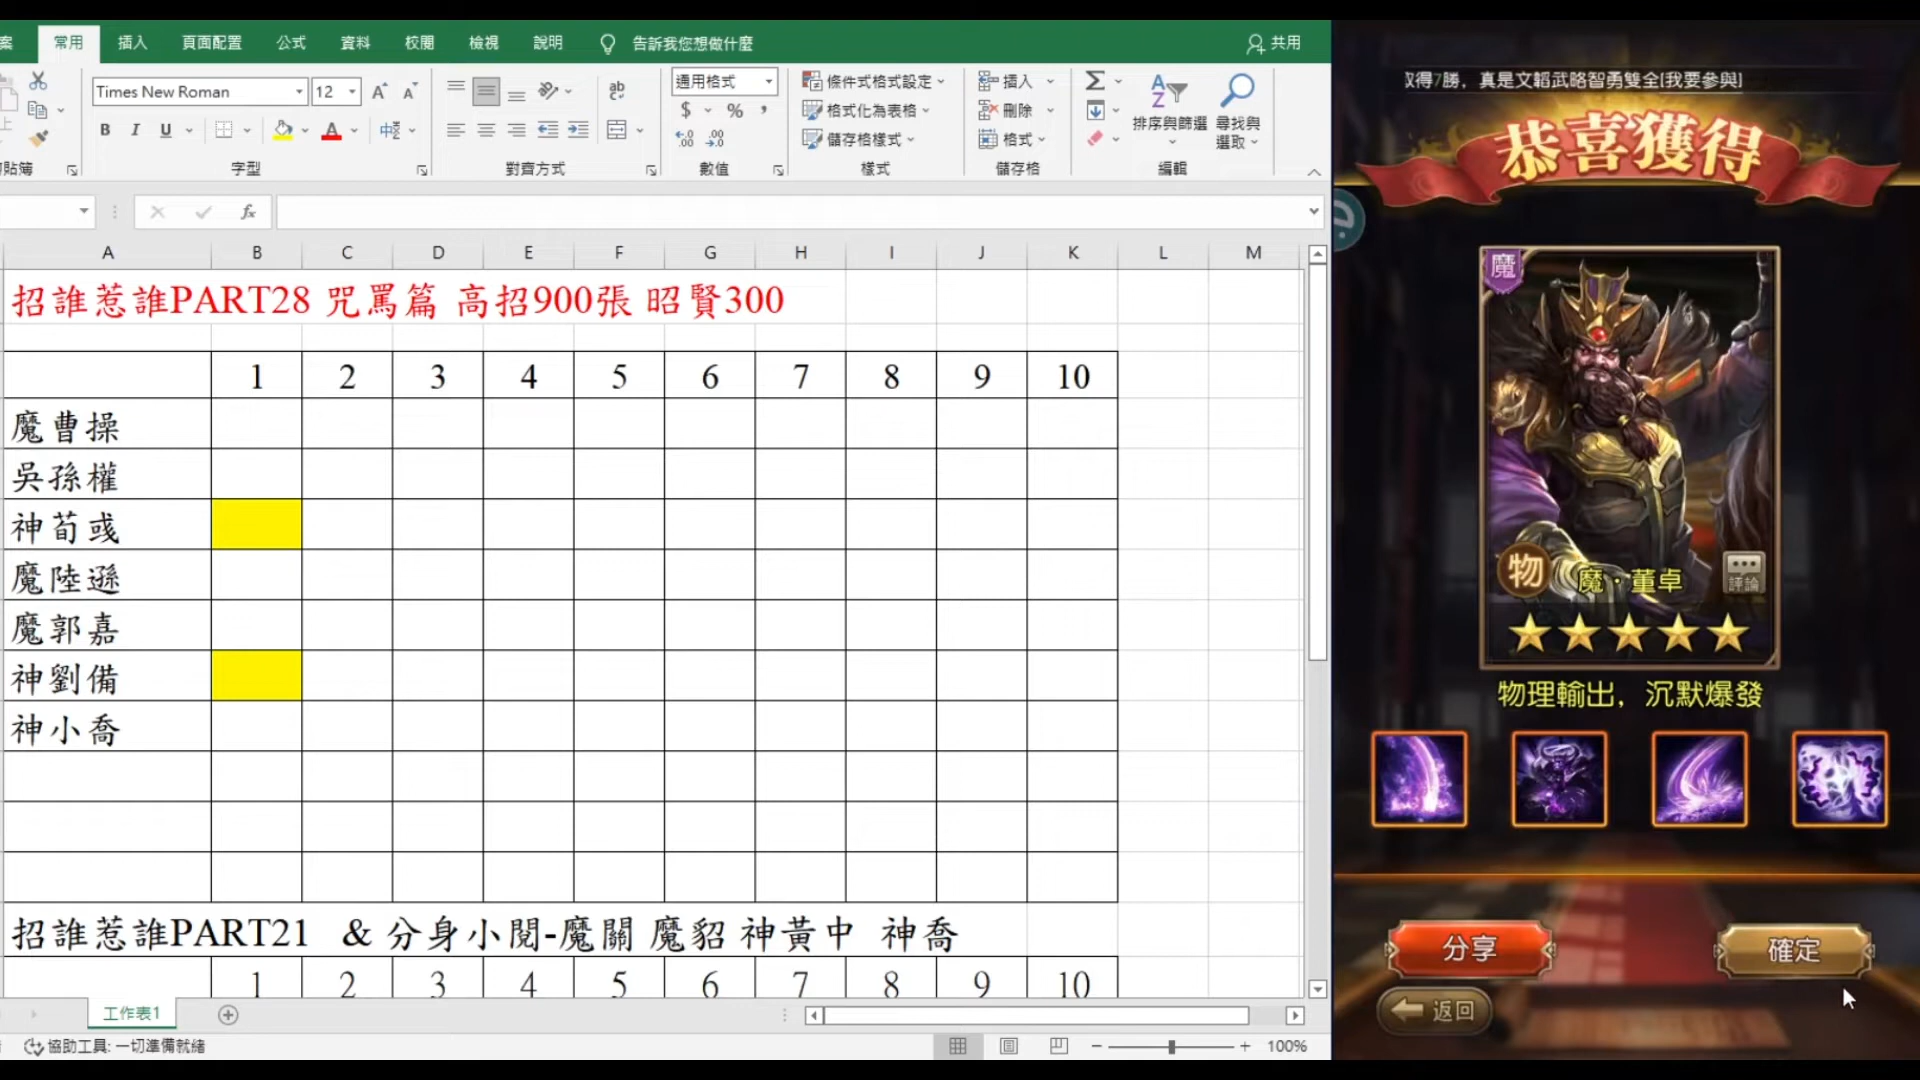 案 常用 插入 頁面配置 公式 資料 校閱 檢視 說明 告訴我您想做什麼 共用
Times New Roman 12 A A
B I U A 中
ab
通用格式
$ % ,
條件式格式設定
格式化為表格
儲存格樣式
插入
刪除
格式
排序與篩選
尋找與
選取
剪貼簿 字型 對齊方式 數值 樣式 儲存格 編輯
fx
A B C D E F G H I J K L M
招誰惹誰PART28 咒罵篇 高招900張 昭賢300
1 2 3 4 5 6 7 8 9 10
魔曹操
吳孫權
神荀彧
魔陸遜
魔郭嘉
神劉備
神小喬
招誰惹誰PART21 & 分身小閔-魔關 魔貂 神黃中 神喬
1 2 3 4 5 6 7 8 9 10
工作表1
協助工具: 一切準備就緒
100%
取得7勝，真是文韜武略智勇雙全[我要參與]
恭喜獲得
魔
物
魔·董卓
評論
物理輸出，沉默爆發
分享
確定
返回